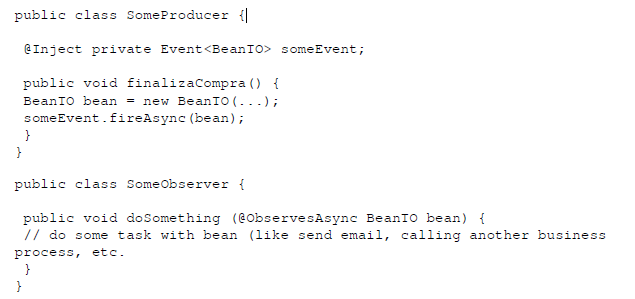 public class SomeProducer {
@Inject private Event<BeanTO> someEvent;
public void finalizaCompra() {
BeanTO bean = new BeanTO(...);
someEvent.fireAsync(bean);
}
}
public class SomeObserver {
public void doSomething (@ObservesAsync BeanTO bean) {
// do some task with bean (like send email, calling another business
process, etc.
}
}